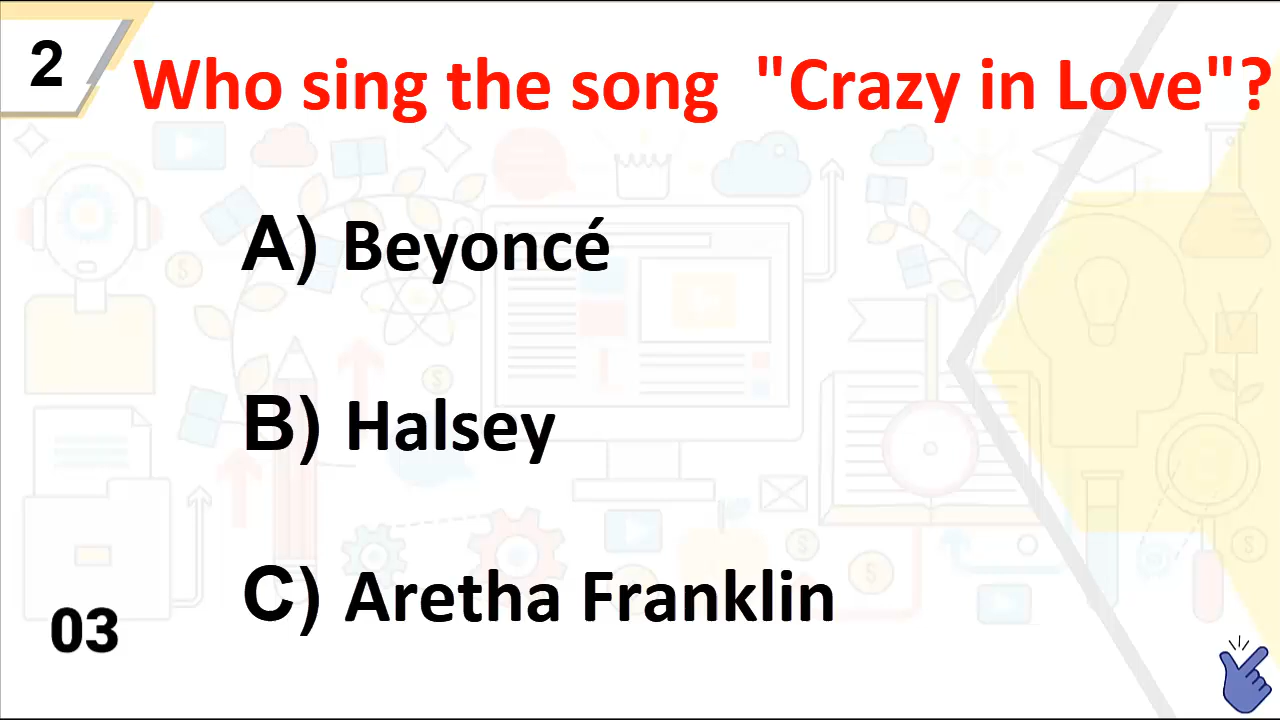 2
Who sing the song "Crazy in Love"?
A) Beyoncé
B) Halsey
C) Aretha Franklin
03